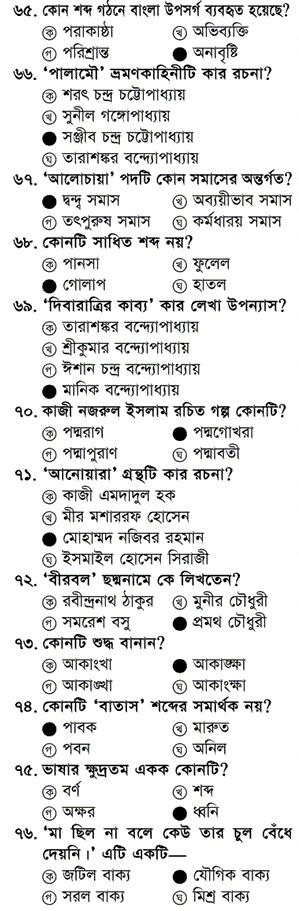 ৬৫. কোন শব্দ গঠনে বাংলা উপসর্গ ব্যবহৃত হয়েছে?
ক পরাকাষ্ঠা খ অভিব্যক্তি
গ পরিশ্রান্ত ● অনাবৃষ্টি
৬৬. ‘পালামৌ’ ভ্রমণকাহিনীটি কার রচনা?
ক শরৎ চন্দ্র চট্টোপাধ্যায়
খ সুনীল গঙ্গোপাধ্যায়
● সঞ্জীব চন্দ্র চট্টোপাধ্যায়
ঘ তারাশঙ্কর বন্দ্যোপাধ্যায়
৬৭. ‘আলোচায়া’ পদটি কোন সমাসের অন্তর্গত?
● দ্বন্দ্ব সমাস খ অব্যয়ীভাব সমাস
গ তৎপুরুষ সমাস ঘ কর্মধারয় সমাস
৬৮. কোনটি সাধিত শব্দ নয়?
ক পানসা খ ফুলেল
● গোলাপ ঘ হাতল
৬৯. ‘দিবারাত্রির কাব্য’ কার লেখা উপন্যাস?
ক তারাশঙ্কর বন্দ্যোপাধ্যায়
খ শ্রীকুমার বন্দ্যোপাধ্যায়
গ ঈশান চন্দ্র বন্দ্যোপাধ্যায়
● মানিক বন্দ্যোপাধ্যায়
৭০. কাজী নজরুল ইসলাম রচিত গল্প কোনটি?
ক পদ্মরাগ ● পদ্মগোখরা
গ পদ্মাপুরাণ ঘ পদ্মাবতী
৭১. ‘আনোয়ারা’ গ্রন্থটি কার রচনা?
ক কাজী এমদাদুল হক
খ মীর মশাররফ হোসেন
● মোহাম্মদ নজিবর রহমান
ঘ ইসমাইল হোসেন সিরাজী
৭২. ‘বীরবল’ ছদ্মনামে কে লিখতেন?
ক রবীন্দ্রনাথ ঠাকুর খ মুনীর চৌধুরী
গ সমরেশ বসু ● প্রমথ চৌধুরী
৭৩. কোনটি শুদ্ধ বানান?
ক আকাংখা ● আকাঙ্ক্ষা
গ আকাঙ্খা ঘ আকাংক্ষা
৭৪. কোনটি ‘বাতাস’ শব্দের সমার্থক নয়?
● পাবক খ মারুত
গ পবন ঘ অনিল
৭৫. ভাষার ক্ষুদ্রতম একক কোনটি?
ক বর্ণ খ শব্দ
গ অক্ষর ● ধ্বনি
৭৬. ‘মা ছিল না বলে কেউ তার চুল বেঁধে
দেয়নি।’ এটি একটি—
ক জটিল বাক্য ● যৌগিক বাক্য
গ সরল বাক্য ঘ মিশ্র বাক্য